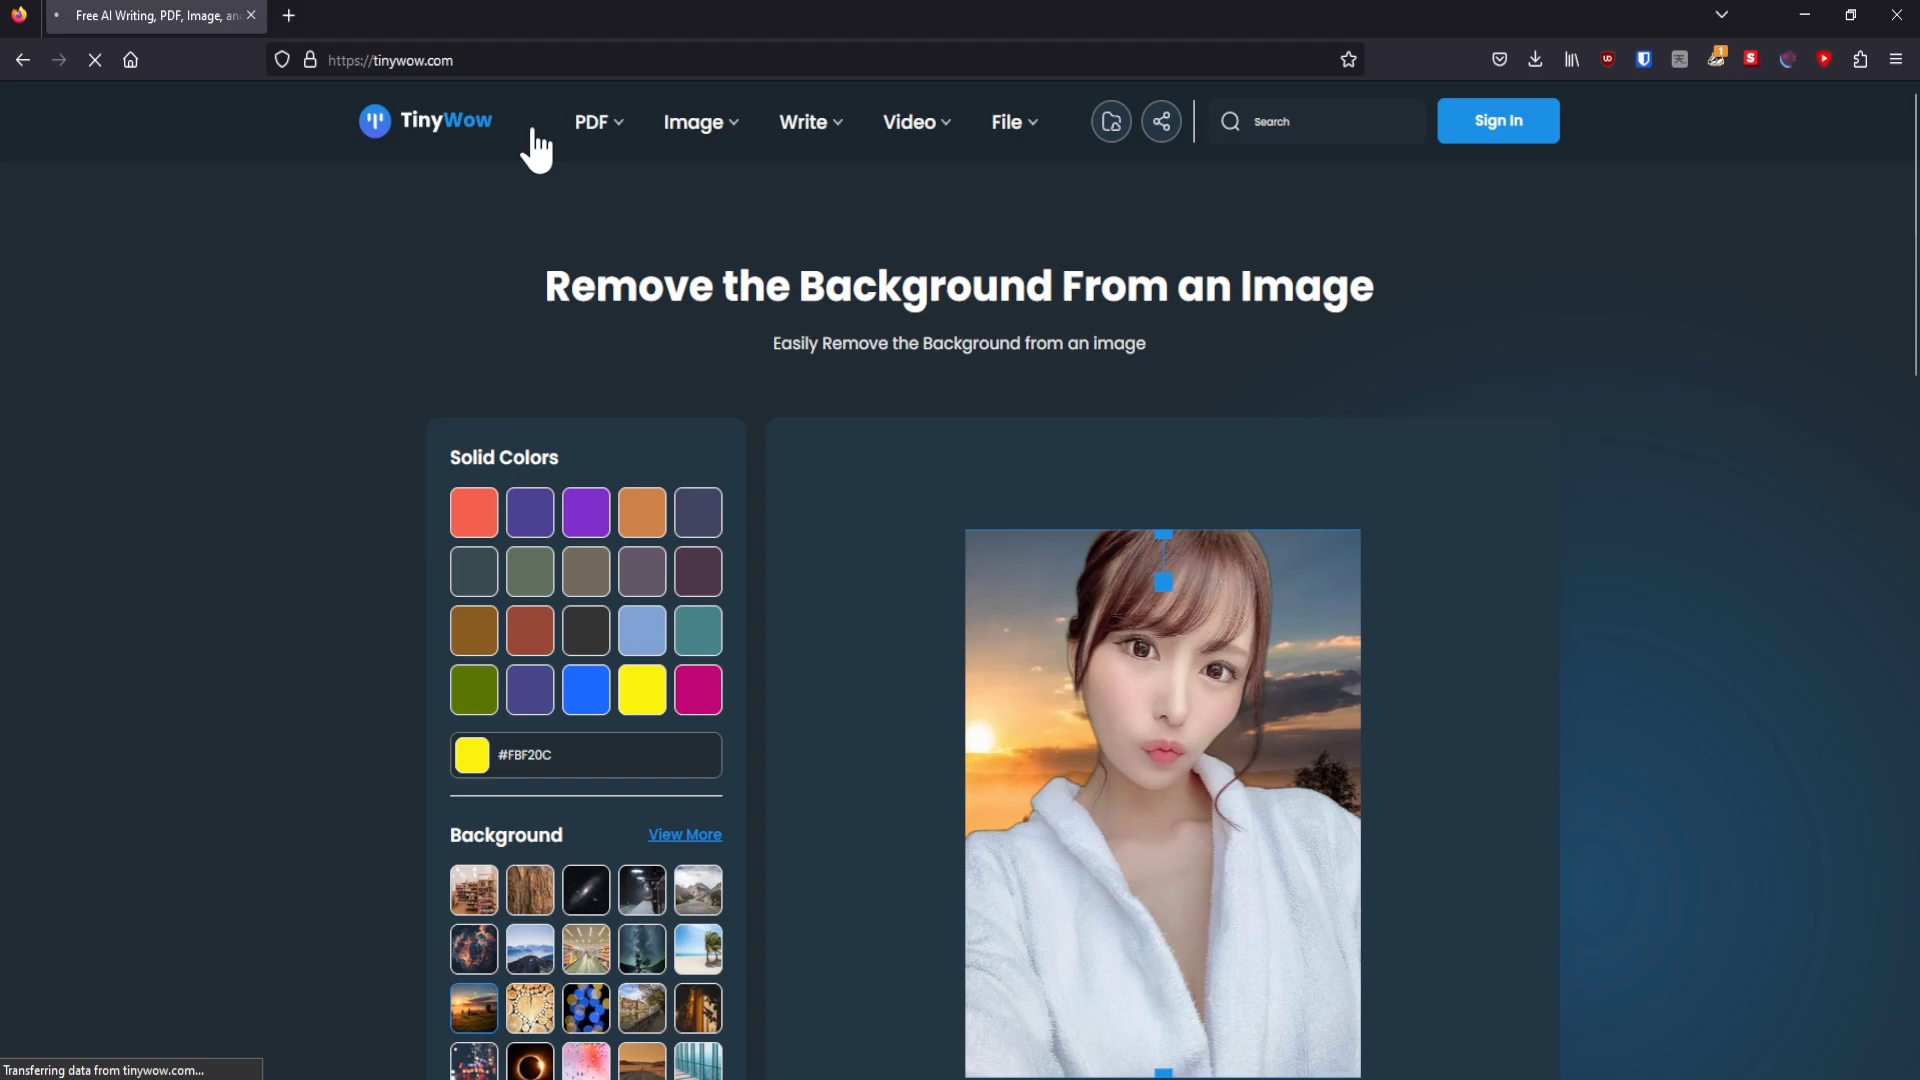 Free AI Writing, PDF, Image, an
https://tinywow.com
TinyWow
PDF
Image
Write
Video
File
Search
Sign In
Remove the Background From an Image
Easily Remove the Background from an image
Solid Colors
#FBF20C
Background
View More
Transferring data from tinywow.com...